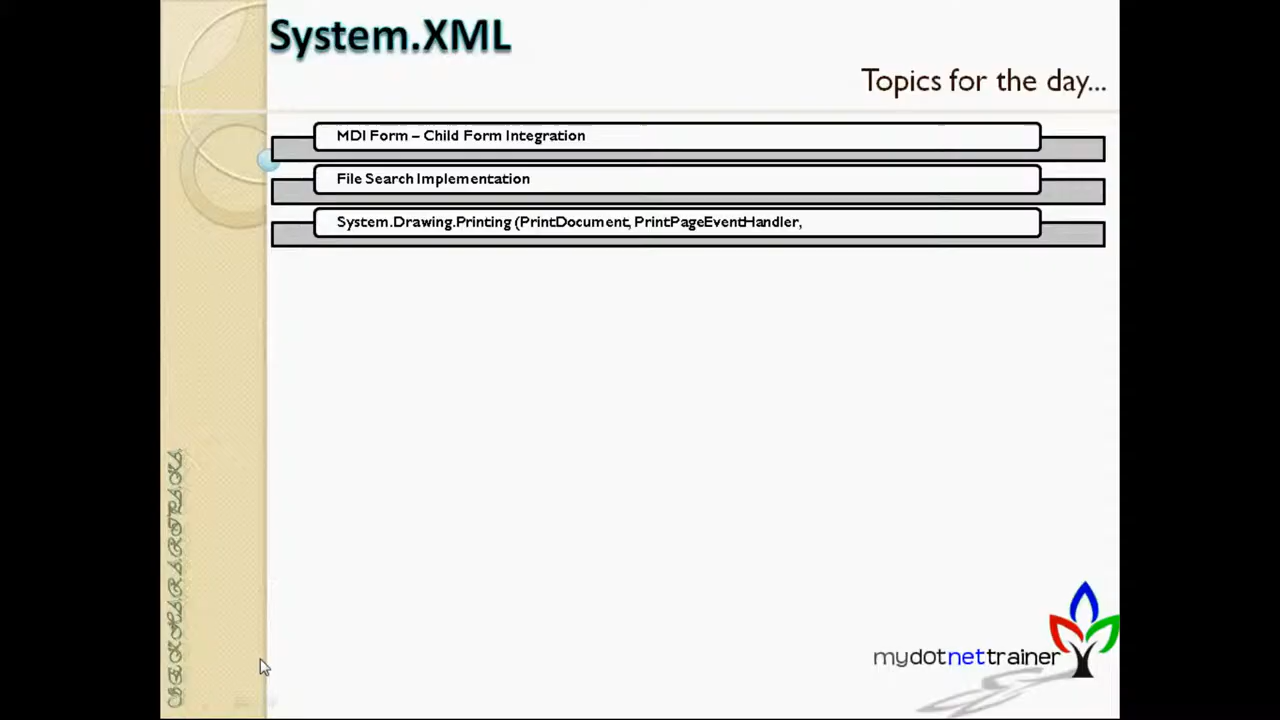 System.XML
Topics for the day...
MDI Form – Child Form Integration
File Search Implementation
System.Drawing.Printing (PrintDocument, PrintPageEventHandler,
mydotnettrainer